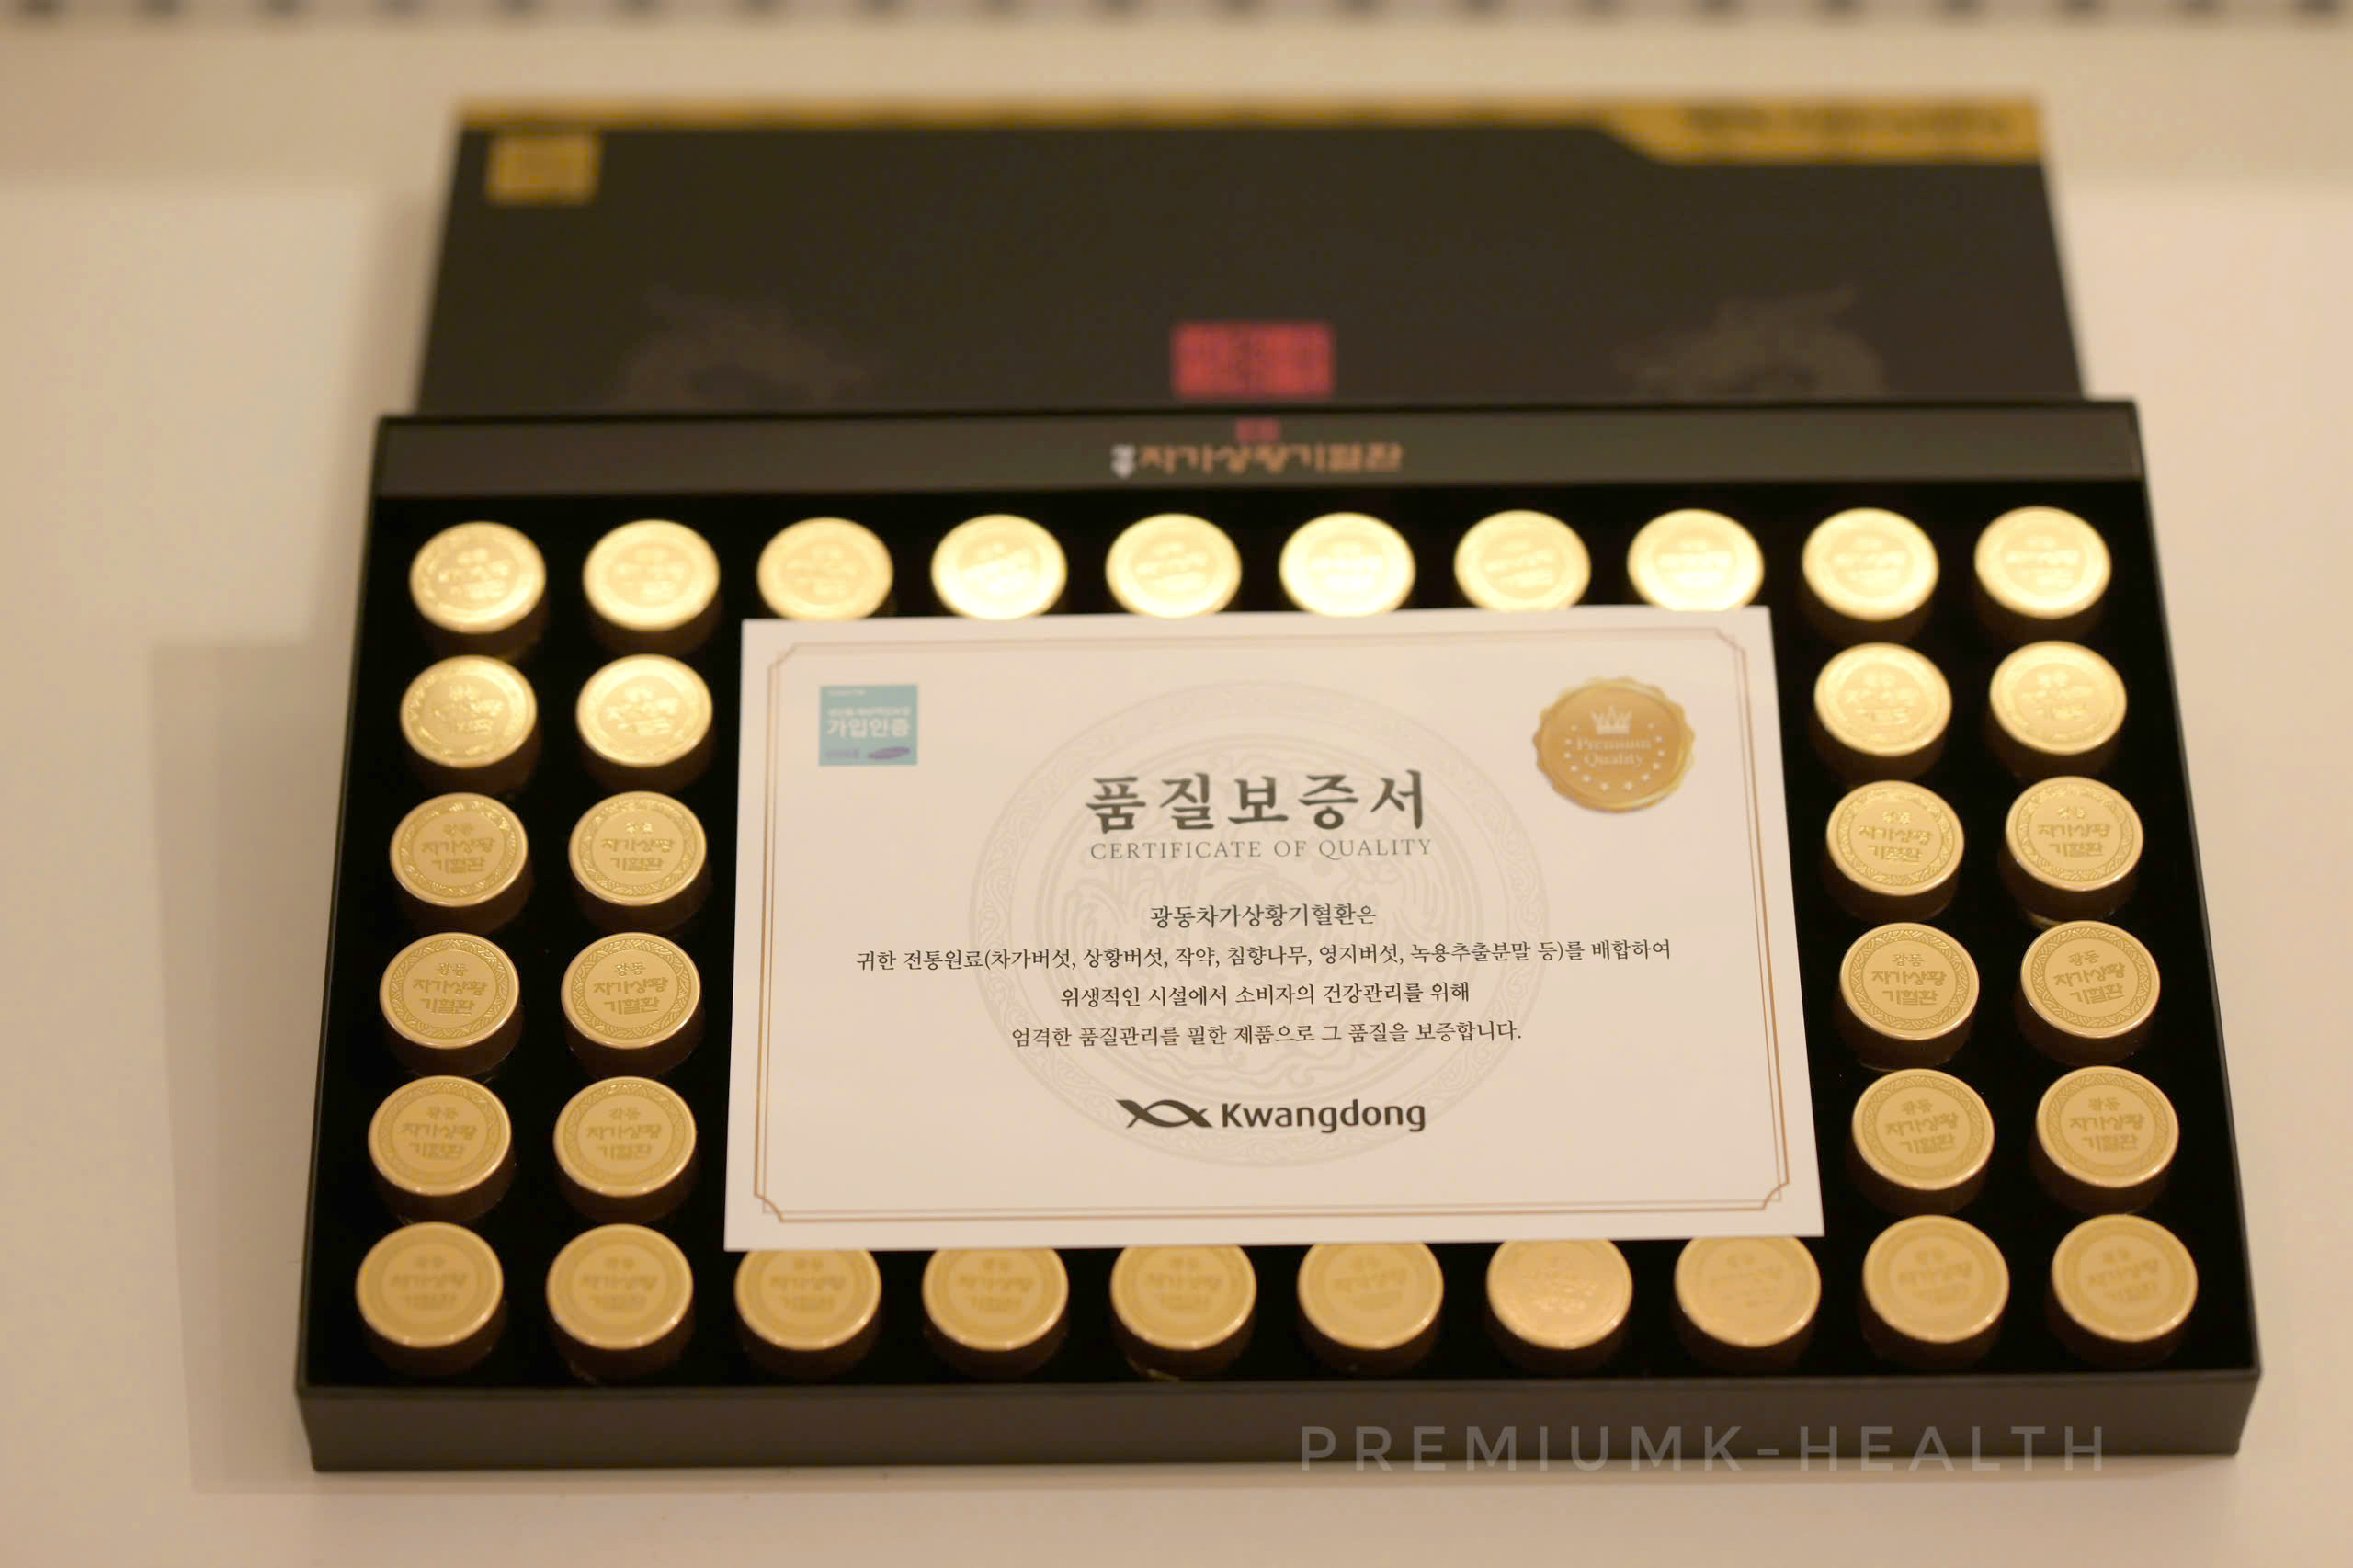 광동차가상황기혈환
가입인증
Premium
Quality
품질보증서
CERTIFICATE OF QUALITY
광동차가상황기혈환은
귀한 전통원료(차가버섯, 상황버섯, 작약, 침향나무, 영지버섯, 녹용추출분말 등)를 배합하여
위생적인 시설에서 소비자의 건강관리를 위해
엄격한 품질관리를 필한 제품으로 그 품질을 보증합니다.
Kwangdong
광동
차가상황
기혈환
PREMIUMK-HEALTH